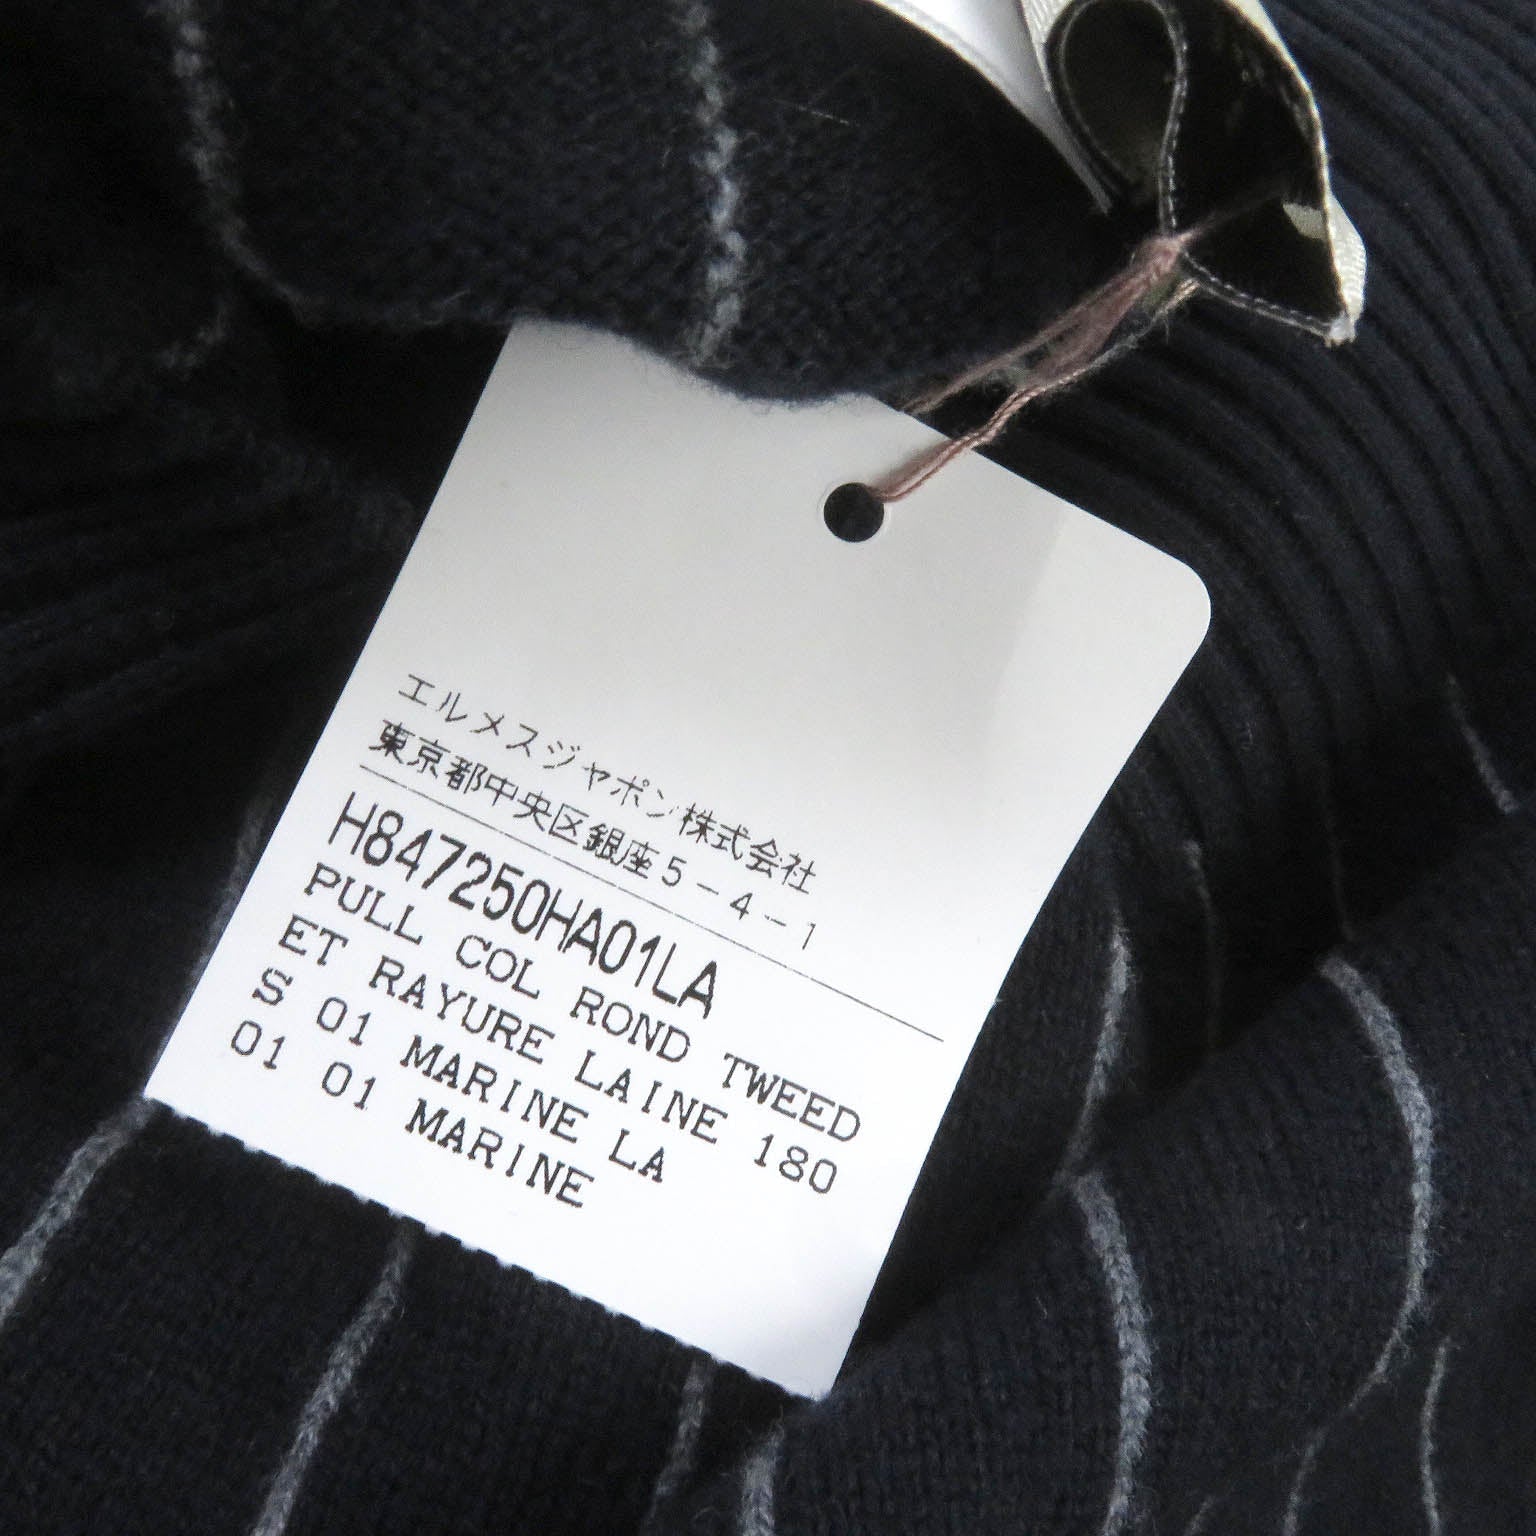 エルメスジャポン株式会社
東京都中央区銀座5-4-1
H847250HA01LA
PULL COL ROND TWEED
ET RAYURE LAINE 180
S 01 MARINE LA
01 01 MARINE